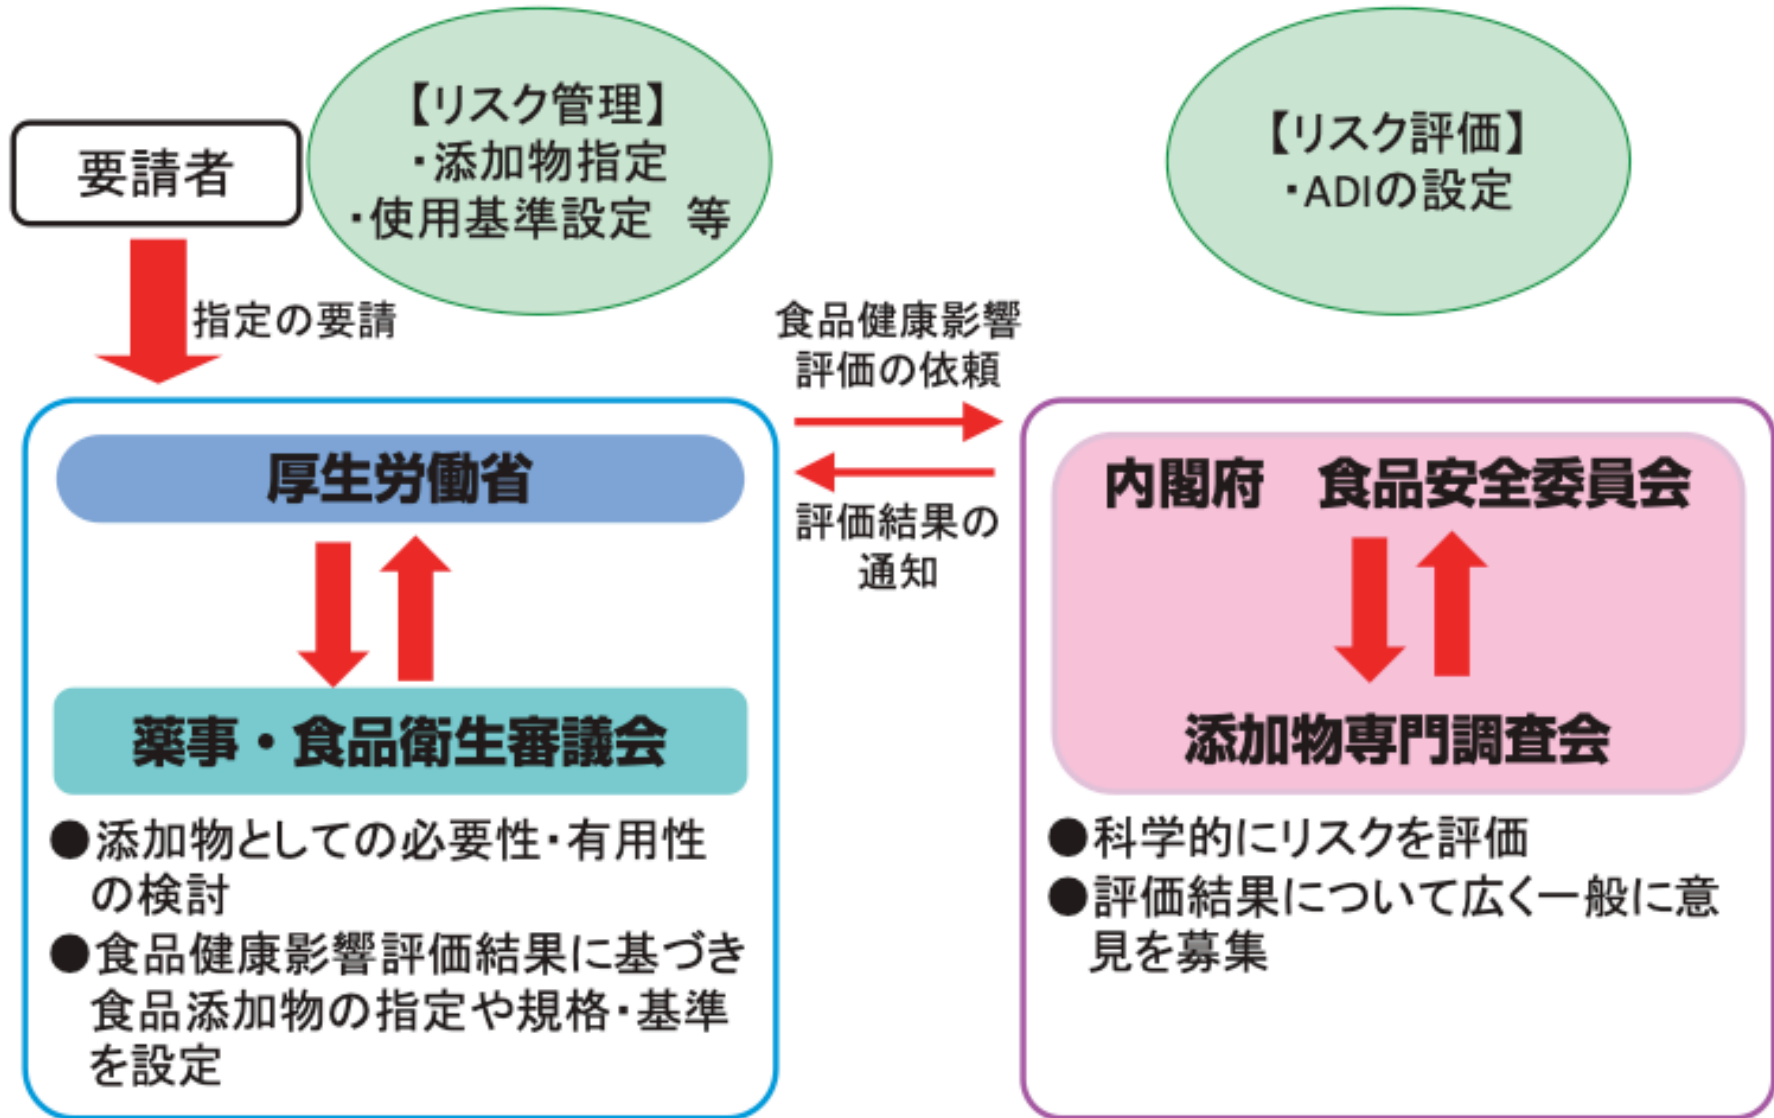 要請者
【リスク管理】
・添加物指定
・使用基準設定　等
【リスク評価】
・ADIの設定
指定の要請
食品健康影響
評価の依頼
評価結果の
通知
厚生労働省
薬事・食品衛生審議会
●添加物としての必要性・有用性
の検討
●食品健康影響評価結果に基づき
食品添加物の指定や規格・基準
を設定
内閣府　食品安全委員会
添加物専門調査会
●科学的にリスクを評価
●評価結果について広く一般に意
見を募集